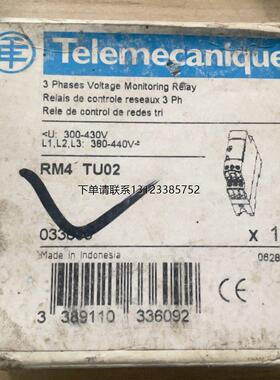 Telemecanique
3 Phases Voltage Monitoring Relay
Relais de controle reseaux 3 Ph
Rele de control de redes tri
<U: 300-430V
L1,L2,L3: 380-440V
RM4 TU02
下单请联系13123385752
x 1
Made in Indonesia
0628
CE
3 389110 336092